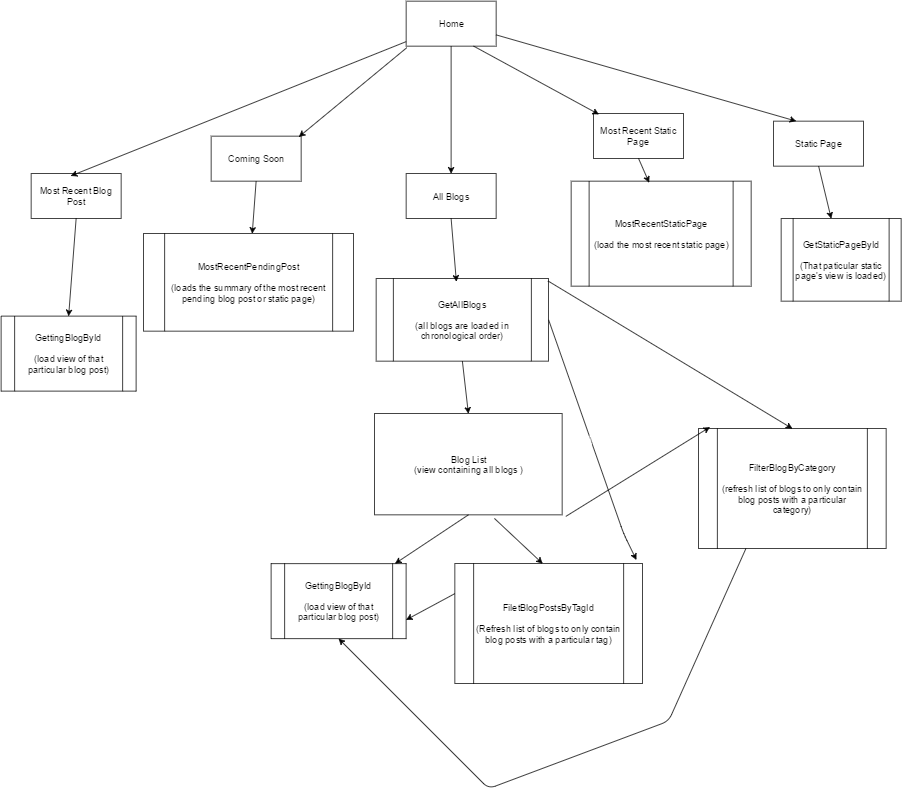 Home
Most Recent Static
Page
Static Page
Coming Soon
Most Recent Blog
Post
All Blogs
MostRecentStaticPage
(load the most recent static page)
GetStaticPageById
(That paticular static
page's view is loaded)
MostRecentPendingPost
(loads the summary of the most recent
pending blog post or static page)
GetAllBlogs
(all blogs are loaded in
chronological order)
GettingBlogById
(load view of that
particular blog post)
Blog List
(view containing all blogs )
FilterBlogByCategory
(refresh list of blogs to only contain
blog posts with a particular
category)
GettingBlogById
(load view of that
particular blog post)
FiletBlogPostsByTagId
(Refresh list of blogs to only contain
blog posts with a particular tag)